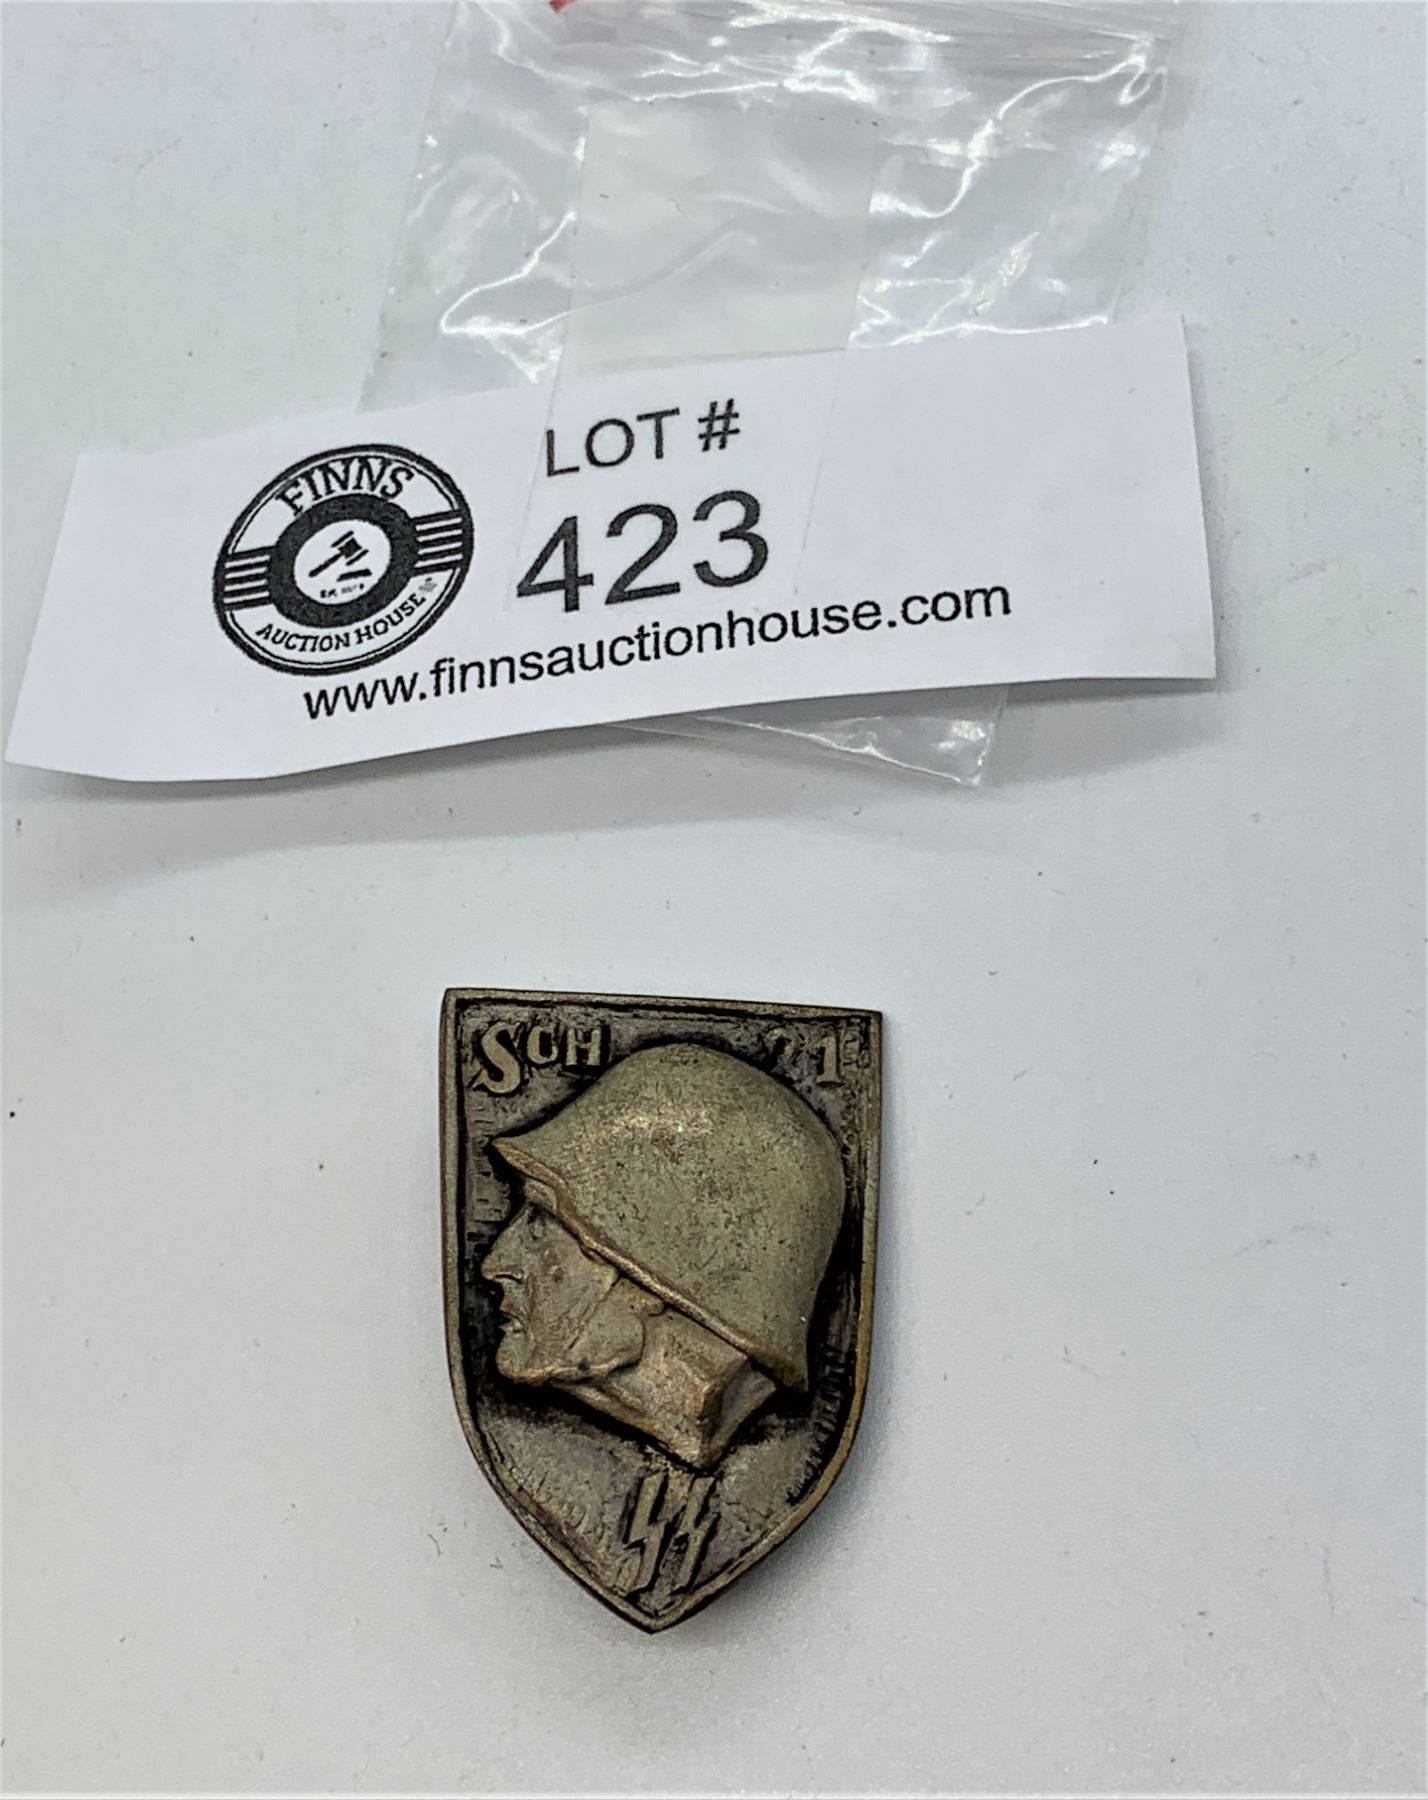 LOT #
FINNS
423
AUCTION HOUSE
www.finnsauctionhouse.com
SCH